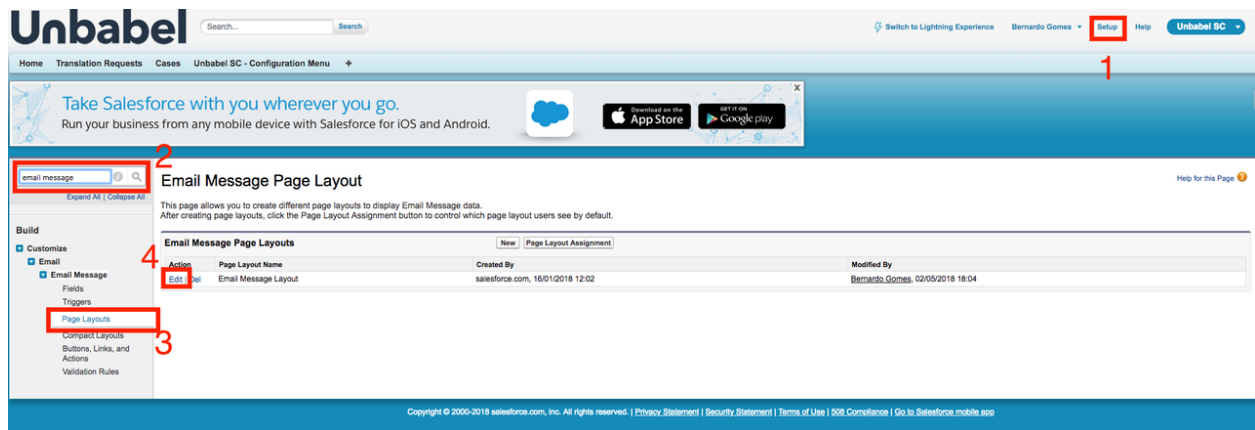 Unbabel
Search...
Search
Switch to Lightning Experience
Bernardo Gomes
Setup
Help
Unbabel SC
1
Home
Translation Requests
Cases
Unbabel SC - Configuration Menu
+
Take Salesforce with you wherever you go.
Run your business from any mobile device with Salesforce for iOS and Android.
Download on the
App Store
GET IT ON
Google play
X
2
email message
Expand All | Collapse All
Email Message Page Layout
Help for this Page
This page allows you to create different page layouts to display Email Message data.
After creating page layouts, click the Page Layout Assignment button to control which page layout users see by default.
Build
Customize
Email
Email Message
Fields
Triggers
Page Layouts
3
Compact Layouts
Buttons, Links, and
Actions
Validation Rules
Email Message Page Layouts
New
Page Layout Assignment
4
Action
Page Layout Name
Created By
Modified By
Edit | Del
Email Message Layout
salesforce.com, 16/01/2018 12:02
Bernardo Gomes, 02/05/2018 18:04
Copyright © 2000-2018 salesforce.com, inc. All rights reserved. | Privacy Statement | Security Statement | Terms of Use | 508 Compliance | Go to Salesforce mobile app